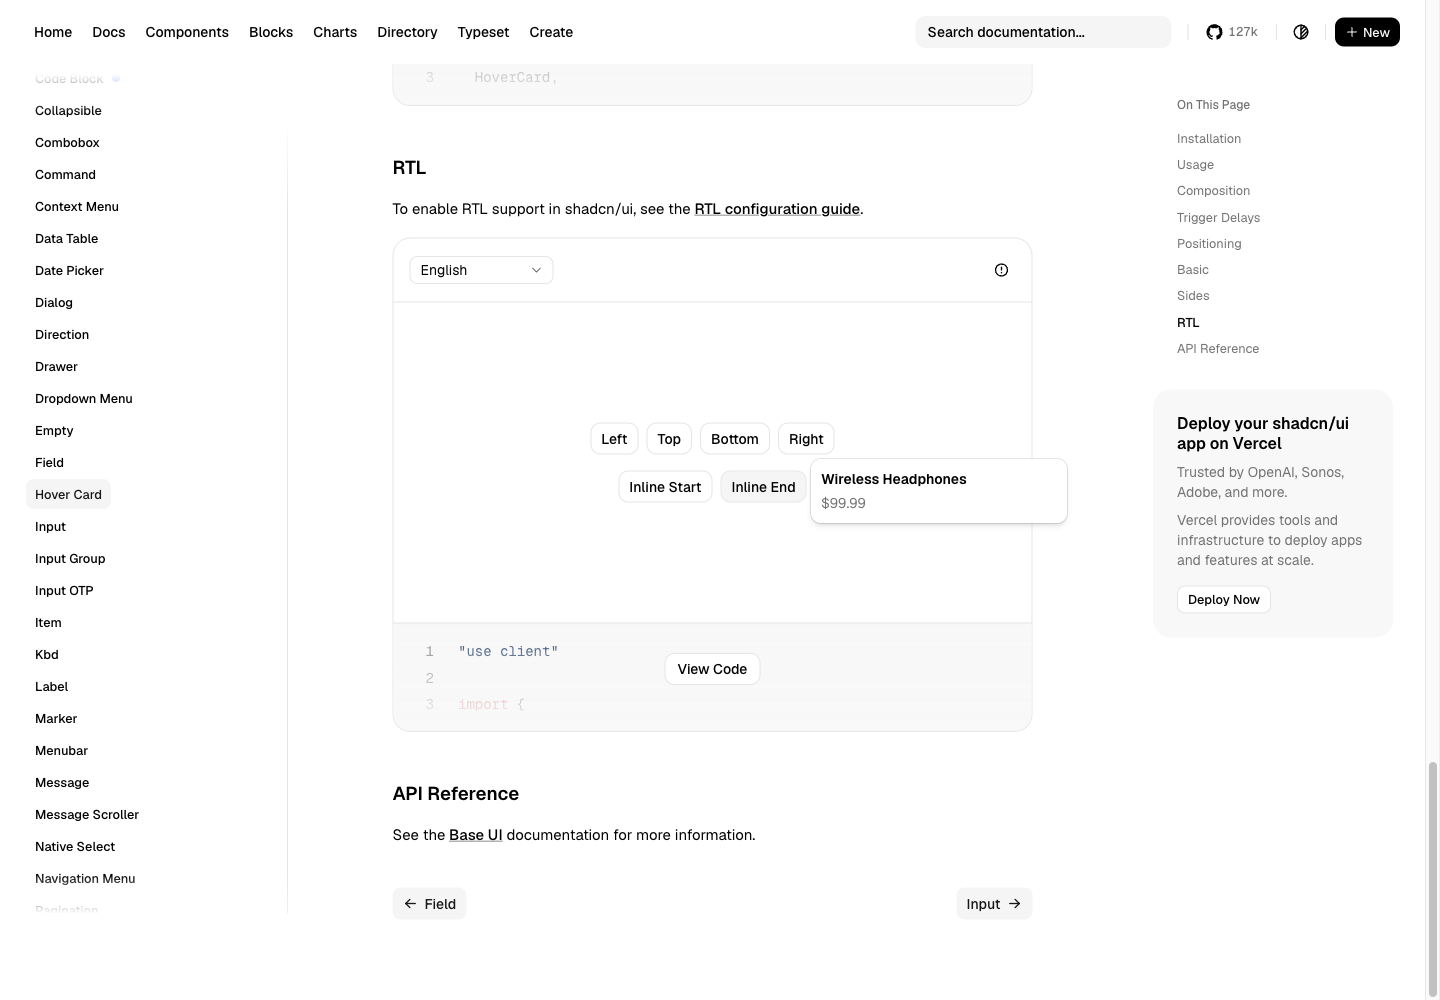 Home
Docs
Components
Blocks
Charts
Directory
Typeset
Create
Search documentation...
127k
New
Code Block
Collapsible
Combobox
Command
Context Menu
Data Table
Date Picker
Dialog
Direction
Drawer
Dropdown Menu
Empty
Field
Hover Card
Input
Input Group
Input OTP
Item
Kbd
Label
Marker
Menubar
Message
Message Scroller
Native Select
Navigation Menu
Pagination
3 HoverCard,
RTL
To enable RTL support in shadcn/ui, see the RTL configuration guide.
English
Left
Top
Bottom
Right
Inline Start
Inline End
Wireless Headphones
$99.99
1 "use client"
2
3 import {
View Code
API Reference
See the Base UI documentation for more information.
Field
Input
On This Page
Installation
Usage
Composition
Trigger Delays
Positioning
Basic
Sides
RTL
API Reference
Deploy your shadcn/ui
app on Vercel
Trusted by OpenAI, Sonos,
Adobe, and more.
Vercel provides tools and
infrastructure to deploy apps
and features at scale.
Deploy Now